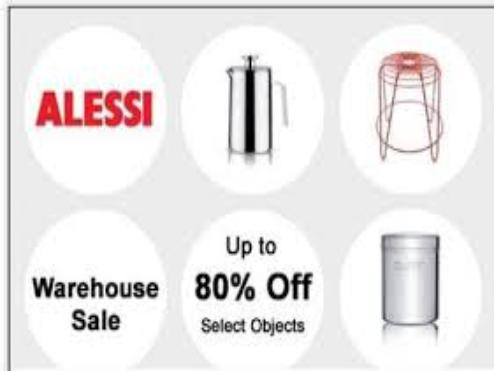 ALESSI
Warehouse
Sale
Up to
80% Off
Select Objects